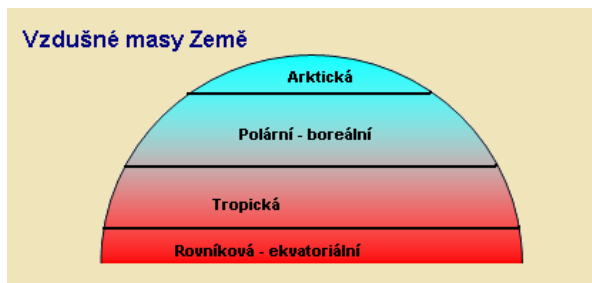 Vzdušné masy Země
Arktická
Polární - boreální
Tropická
Rovníková - ekvatoriální